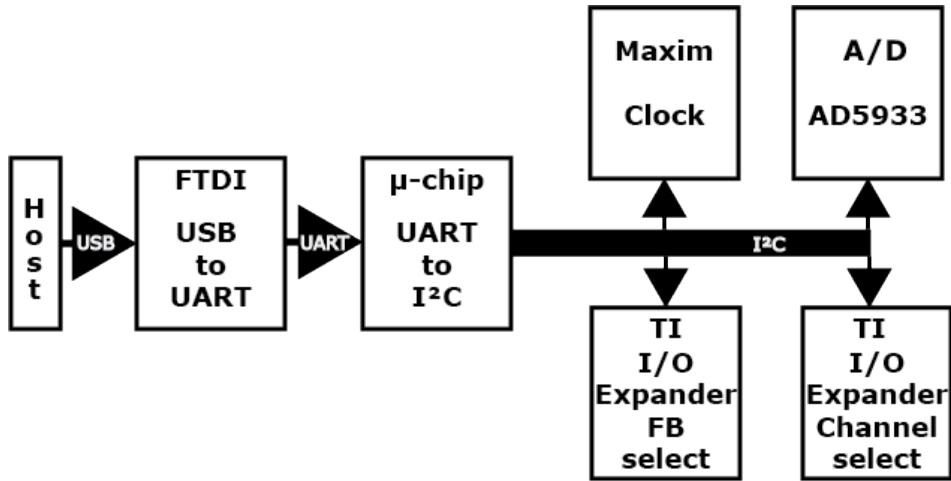 Host
USB
FTDI
USB
to
UART
UART
µ-chip
UART
to
I²C
I²C
Maxim
Clock
A/D
AD5933
TI
I/O
Expander
FB
select
TI
I/O
Expander
Channel
select